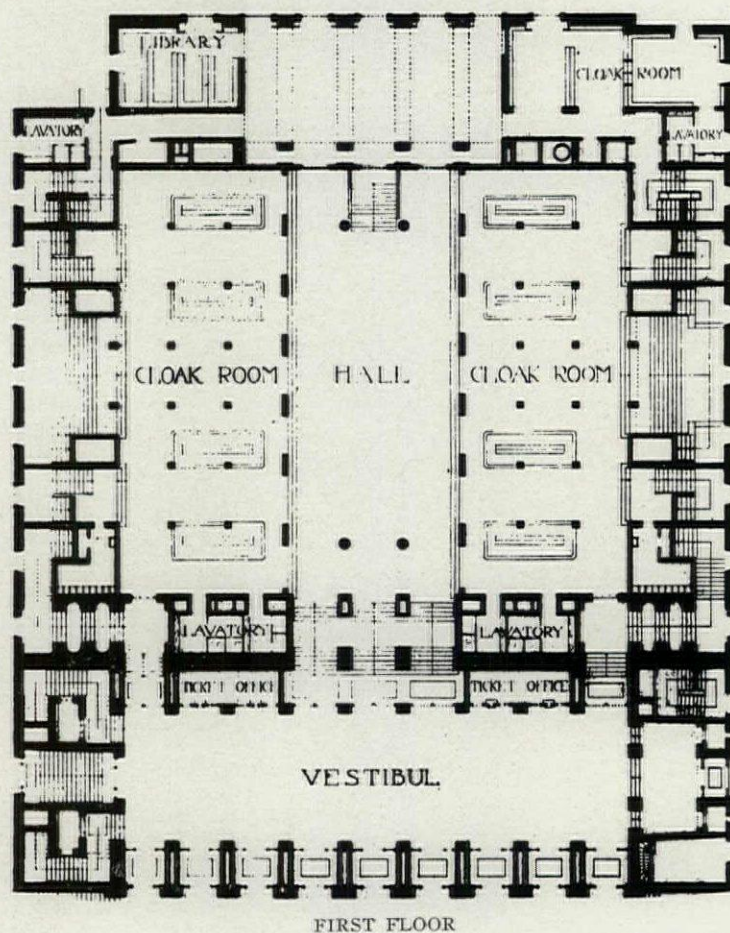 LIBRARY
CLOAK ROOM
LAVATORY
LAVATORY
CLOAK ROOM
HALL
CLOAK ROOM
LAVATORY
LAVATORY
TICKET OFFICE
TICKET OFFICE
VESTIBUL
FIRST FLOOR